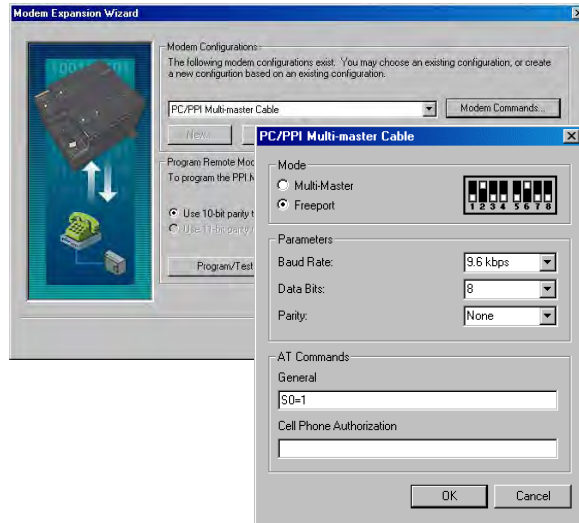 Modem Expansion Wizard
Modem Configurations
The following modem configurations exist. You may choose an existing configuration, or create
a new configurtion based on an existing configuration.
PC/PPI Multi-master Cable
Modem Commands...
New...
Program Remote Mod
To program the PPI M
Use 10-bit parity t
Use 11-bit parity
Program/Test
PC/PPI Multi-master Cable
Mode
Multi-Master
Freeport
1 2 3 4 5 6 7 8
Parameters
Baud Rate:
9.6 kbps
Data Bits:
8
Parity:
None
AT Commands
General
S0=1
Cell Phone Authorization
OK
Cancel